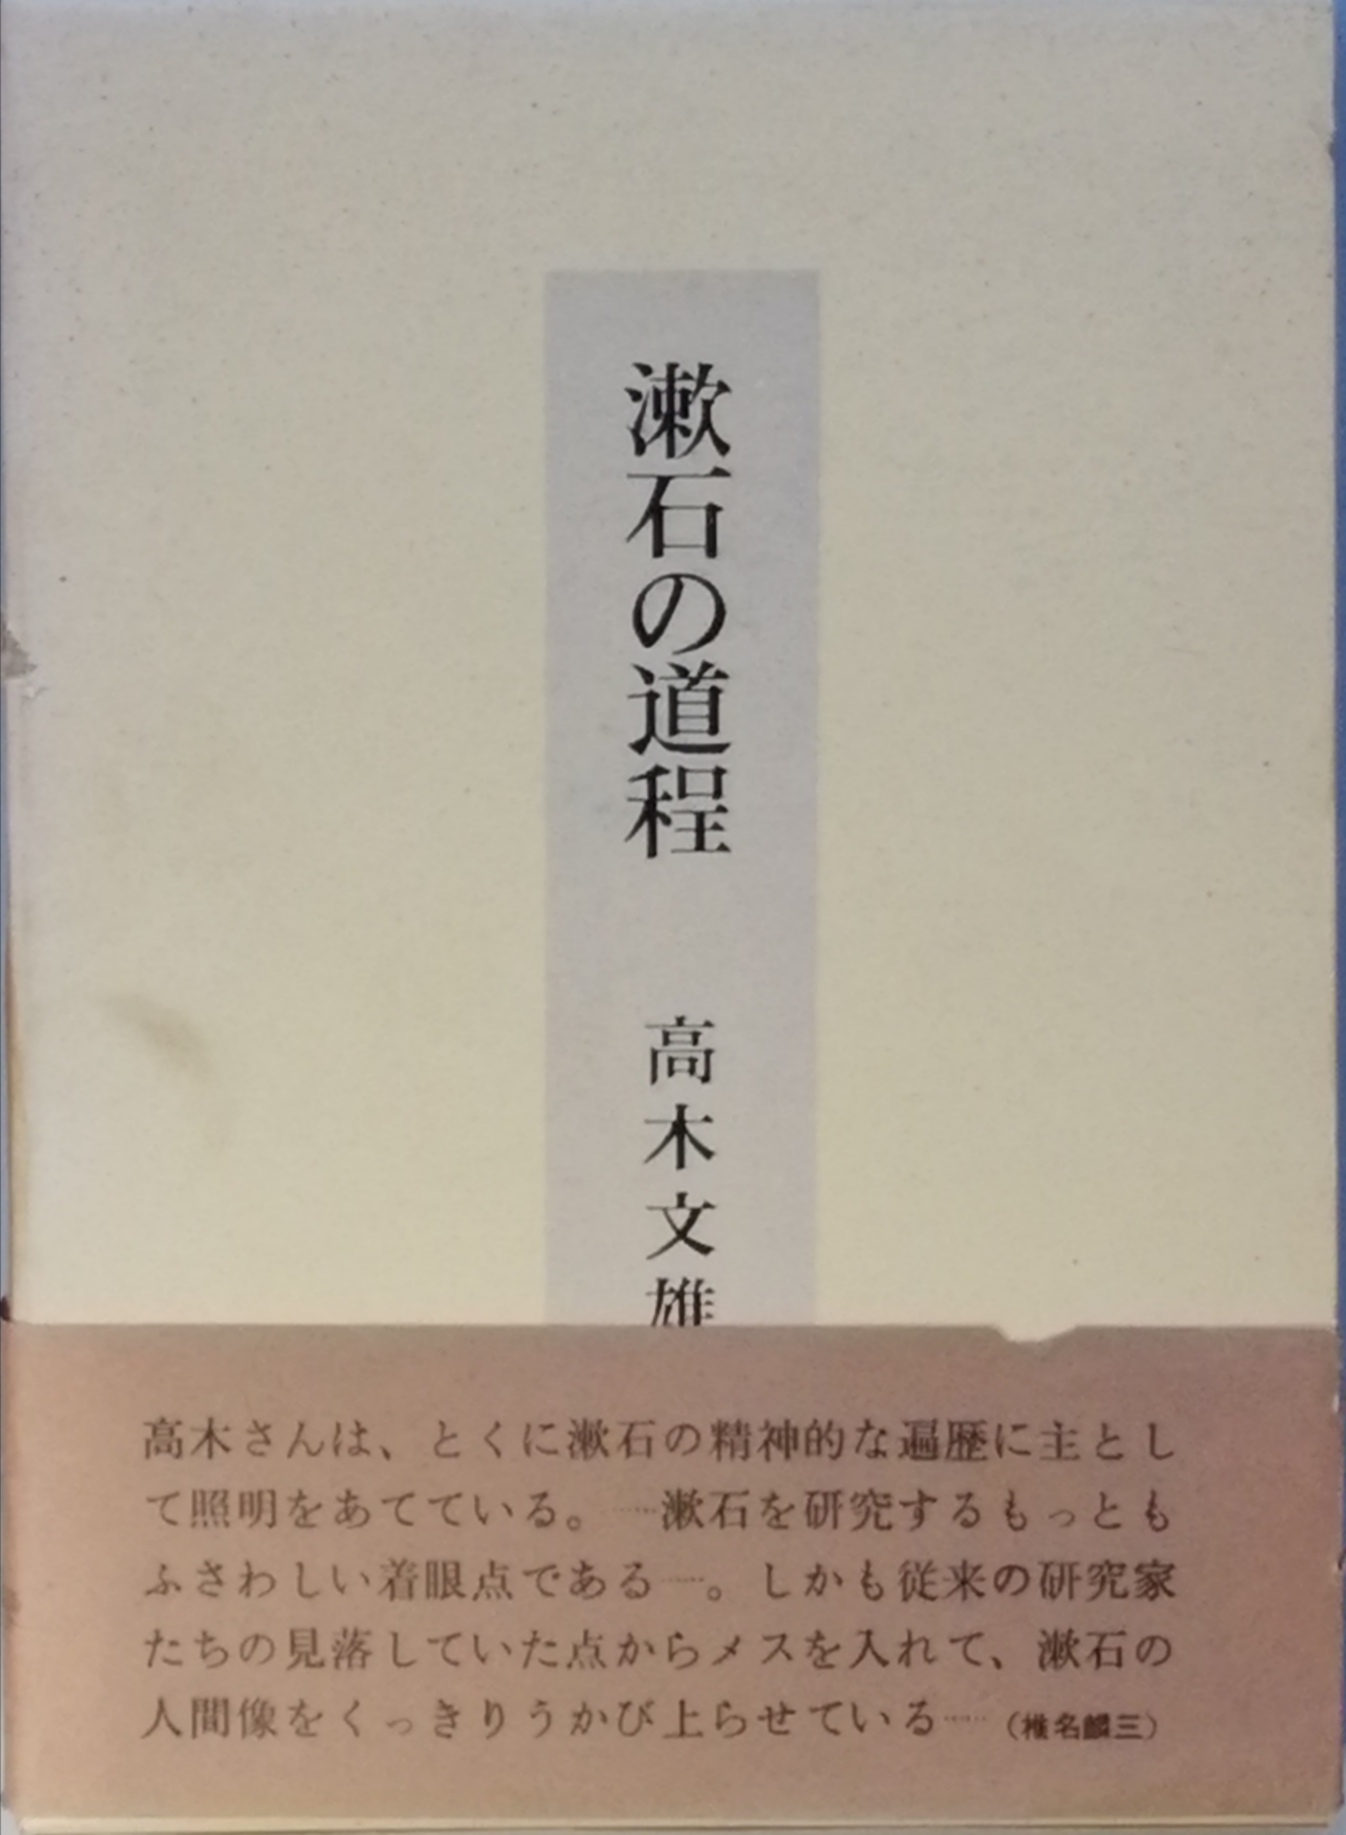 漱石の道程
高木文雄
高木さんは、とくに漱石の精神的な遍歴に主とし
て照明をあてている。……漱石を研究するもっとも
ふさわしい着眼点である……。しかも従来の研究家
たちの見落していた点からメスを入れて、漱石の
人間像をくっきりうかび上らせている……（椎名麟三）